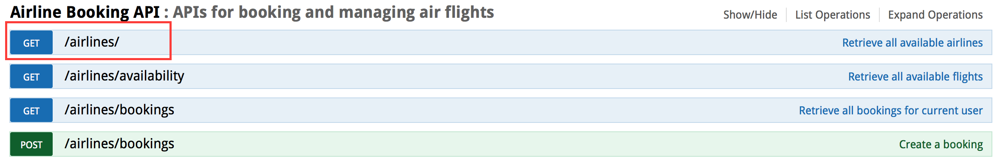 Airline Booking API : APIs for booking and managing air flights Show/Hide List Operations Expand Operations
GET /airlines/ Retrieve all available airlines
GET /airlines/availability Retrieve all available flights
GET /airlines/bookings Retrieve all bookings for current user
POST /airlines/bookings Create a booking